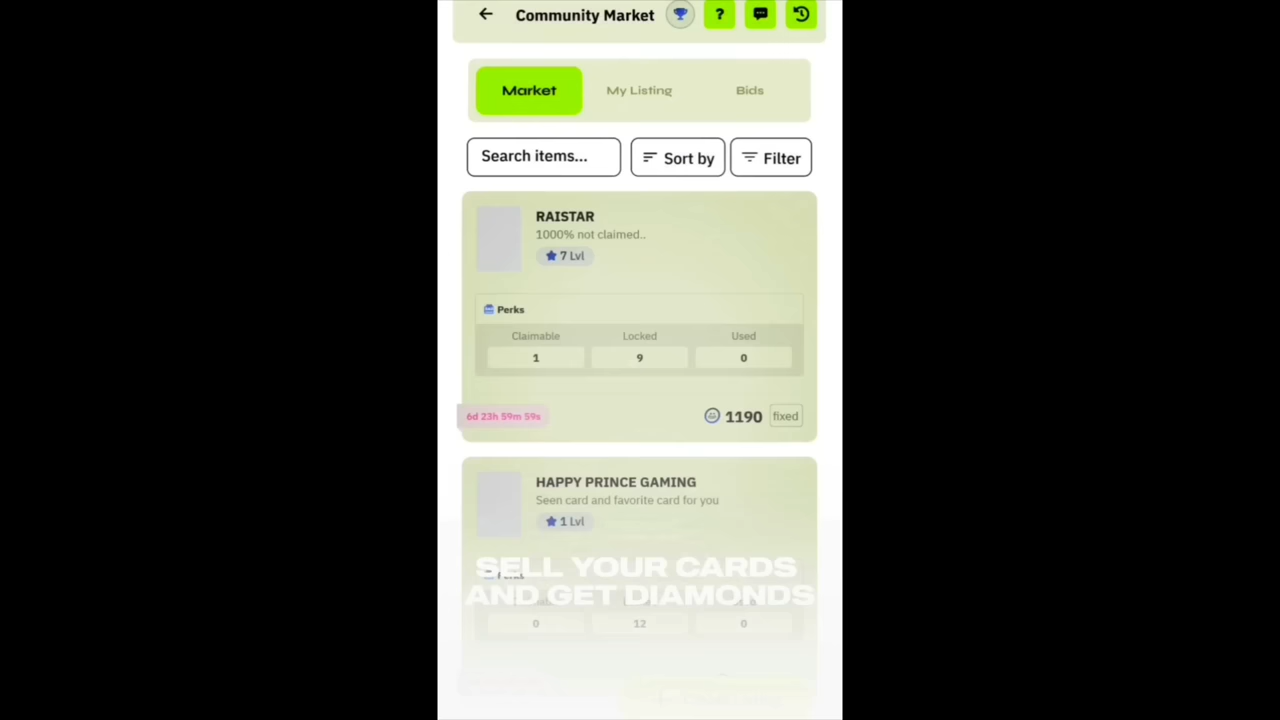 Community Market
?
Market
My Listing
Bids
Search items...
Sort by
Filter
RAISTAR
1000% not claimed..
7 Lvl
Perks
Claimable
Locked
Used
1
9
0
6d 23h 59m 59s
1190
fixed
HAPPY PRINCE GAMING
Seen card and favorite card for you
1 Lvl
SELL YOUR CARDS
AND GET DIAMONDS
0
12
0